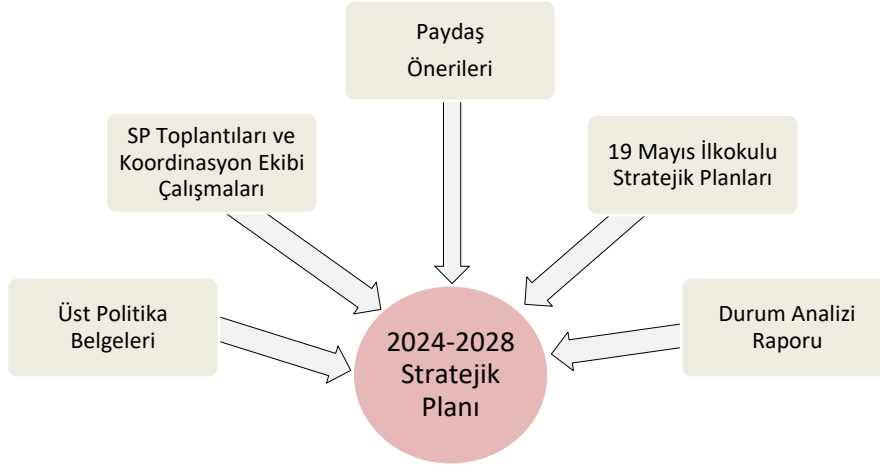 Paydaş
Önerileri
SP Toplantıları ve
Koordinasyon Ekibi
Çalışmaları
19 Mayıs İlkokulu
Stratejik Planları
Üst Politika
Belgeleri
Durum Analizi
Raporu
2024-2028
Stratejik
Planı